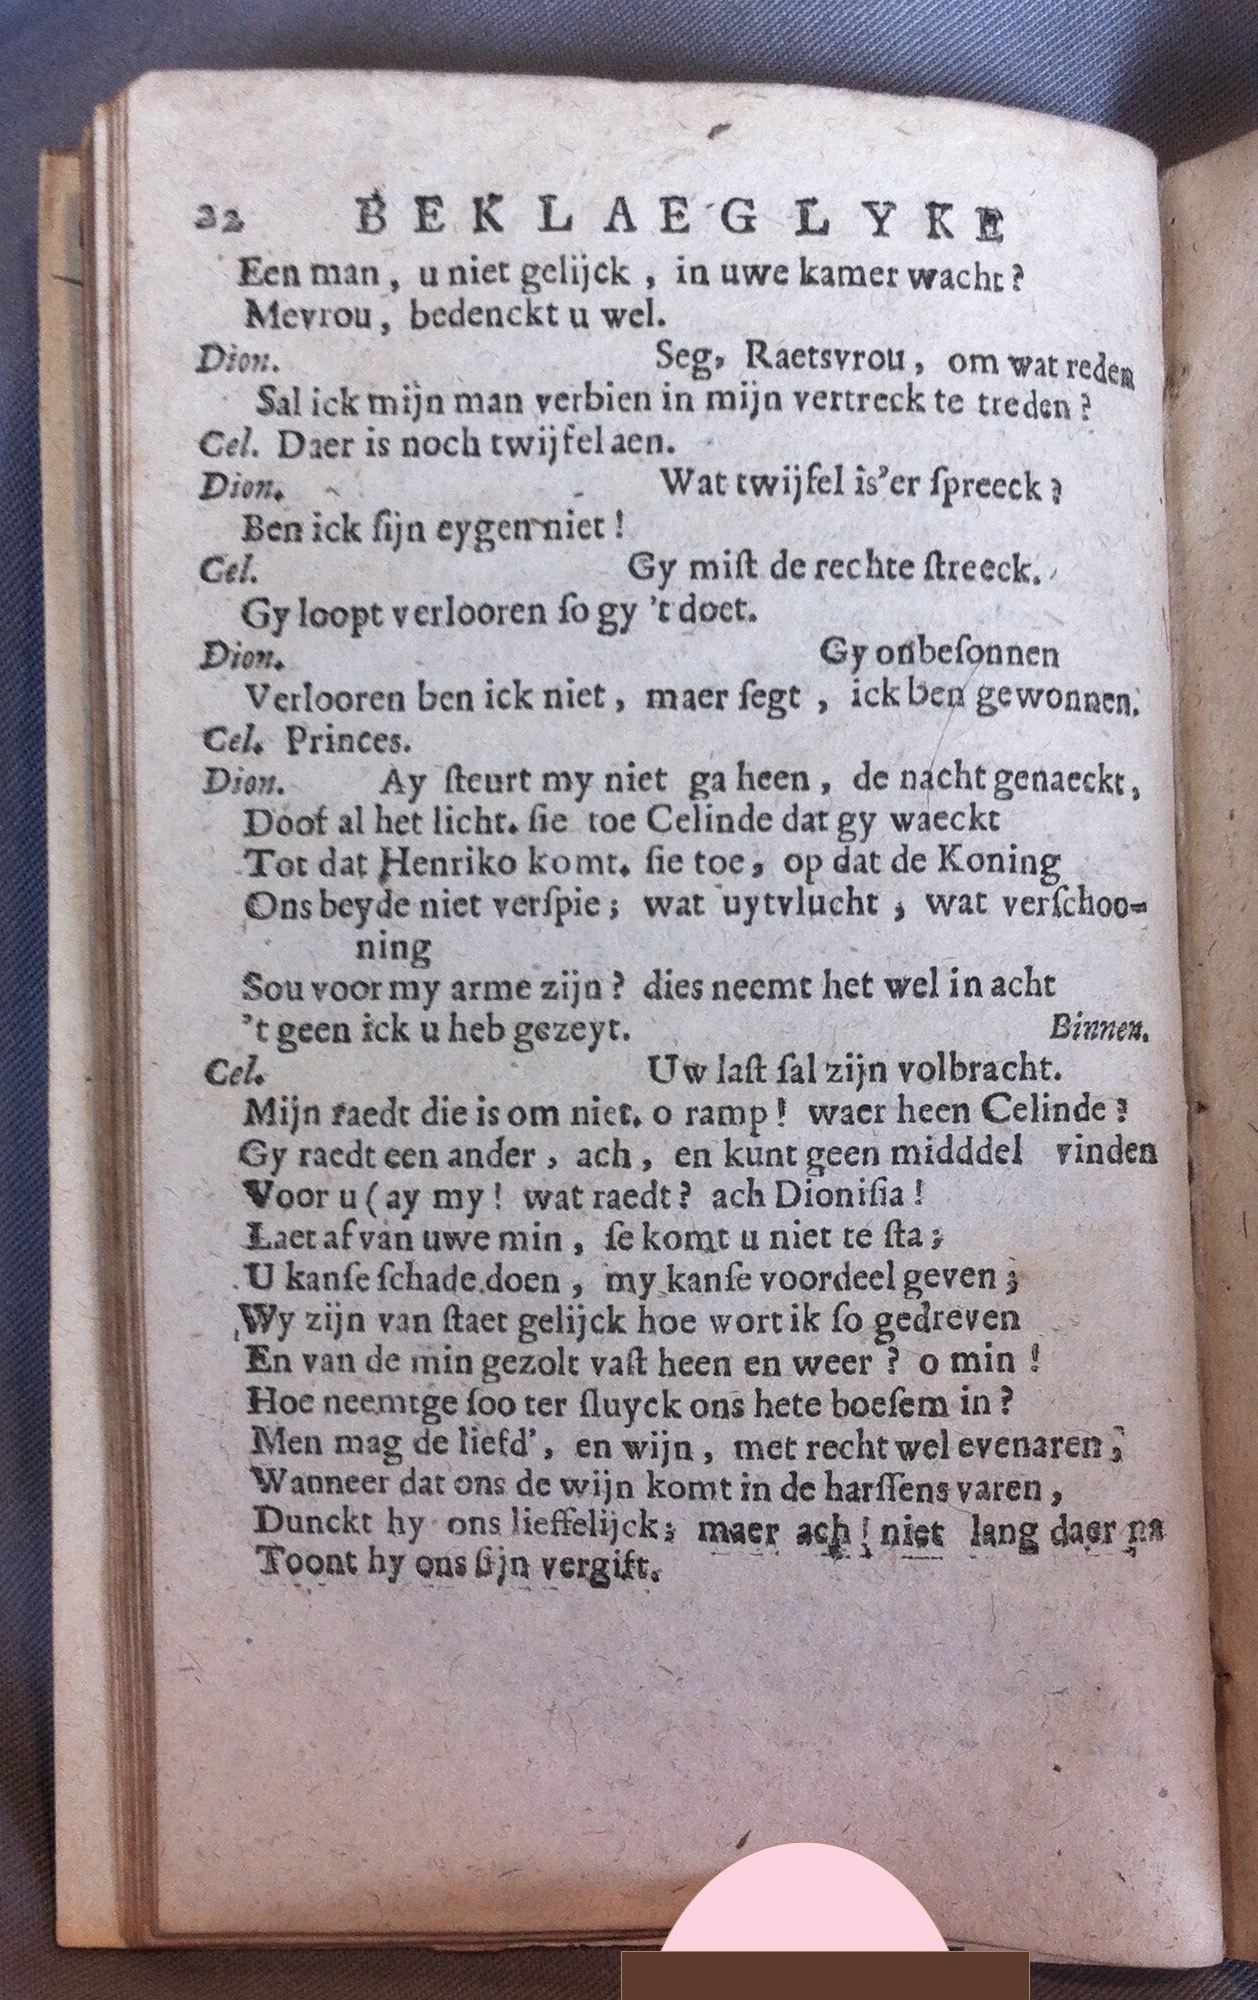 22 BEKLAEGLYKE
Een man, u niet gelijck, in uwe kamer wacht?
Mevrou, bedenckt u wel.
Dion. Seg, Raetsvrou, om wat reden
Sal ick mijn man verbien in mijn vertreck te treden?
Cel. Daer is noch twijfel aen.
Dion. Wat twijfel is'er ſpreeck?
Ben ick ſijn eygen niet!
Cel. Gy miſt de rechte ſtreeck.
Gy loopt verlooren ſo gy 't doet.
Dion. Gy onbeſonnen
Verlooren ben ick niet, maer ſegt, ick ben gewonnen.
Cel. Princes.
Dion. Ay ſteurt my niet ga heen, de nacht genaeckt,
Doof al het licht. ſie toe Celinde dat gy waeckt
Tot dat Henriko komt. ſie toe, op dat de Koning
Ons beyde niet verſpie; wat uytvlucht, wat verſchoo-
ning
Sou voor my arme zijn? dies neemt het wel in acht
't geen ick u heb gezeyt. Binnen.
Cel. Uw laſt ſal zijn volbracht.
Mijn raedt die is om niet. o ramp! waer heen Celinde?
Gy raedt een ander, ach, en kunt geen midddel vinden
Voor u (ay my! wat raedt? ach Dioniſia!
Laet af van uwe min, ſe komt u niet te ſta;
U kanſe ſchade doen, my kanſe voordeel geven;
Wy zijn van ſtaet gelijck hoe wort ik ſo gedreven
En van de min gezolt vaſt heen en weer? o min!
Hoe neemtge ſoo ter ſluyck ons hete boeſem in?
Men mag de liefd', en wijn, met recht wel evenaren;
Wanneer dat ons de wijn komt in de harſſens varen,
Dunckt hy ons lieffelijck; maer ach! niet lang daer na
Toont hy ons ſijn vergift.